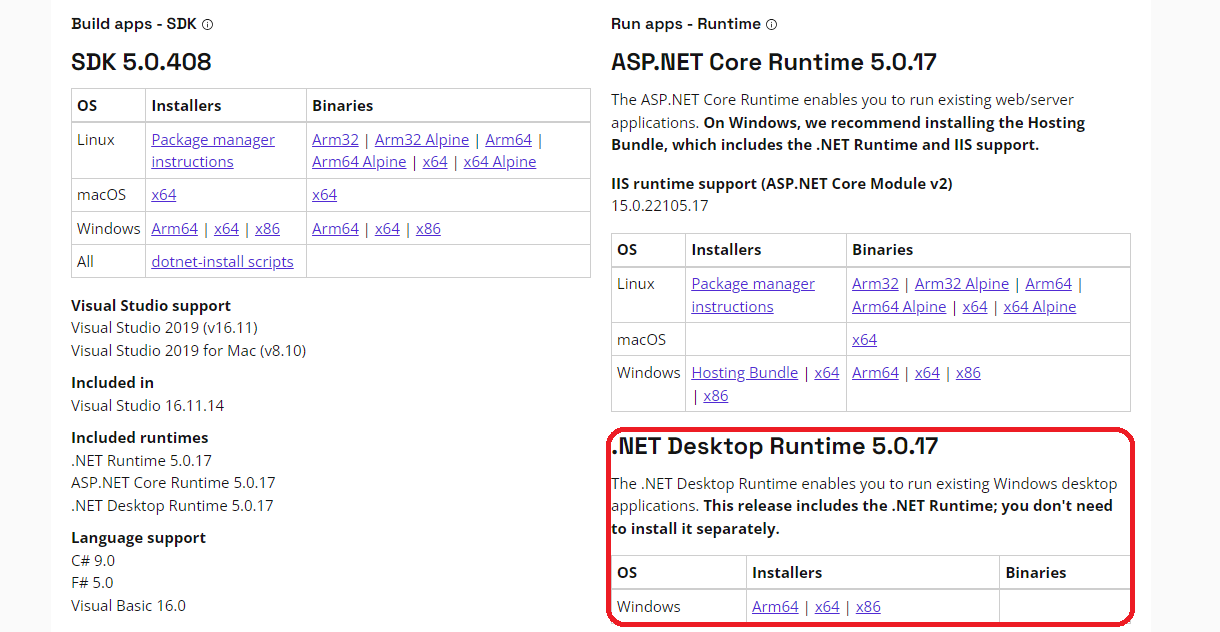 Build apps - SDK
SDK 5.0.408
OS Installers Binaries
Linux Package manager instructions Arm32 | Arm32 Alpine | Arm64 | Arm64 Alpine | x64 | x64 Alpine
macOS x64 x64
Windows Arm64 | x64 | x86 Arm64 | x64 | x86
All dotnet-install scripts
Visual Studio support
Visual Studio 2019 (v16.11)
Visual Studio 2019 for Mac (v8.10)
Included in
Visual Studio 16.11.14
Included runtimes
.NET Runtime 5.0.17
ASP.NET Core Runtime 5.0.17
.NET Desktop Runtime 5.0.17
Language support
C# 9.0
F# 5.0
Visual Basic 16.0
Run apps - Runtime
ASP.NET Core Runtime 5.0.17
The ASP.NET Core Runtime enables you to run existing web/server
applications. On Windows, we recommend installing the Hosting
Bundle, which includes the .NET Runtime and IIS support.
IIS runtime support (ASP.NET Core Module v2)
15.0.22105.17
OS Installers Binaries
Linux Package manager instructions Arm32 | Arm32 Alpine | Arm64 | Arm64 Alpine | x64 | x64 Alpine
macOS x64
Windows Hosting Bundle | x64 | x86 Arm64 | x64 | x86
.NET Desktop Runtime 5.0.17
The .NET Desktop Runtime enables you to run existing Windows desktop
applications. This release includes the .NET Runtime; you don't need
to install it separately.
OS Installers Binaries
Windows Arm64 | x64 | x86